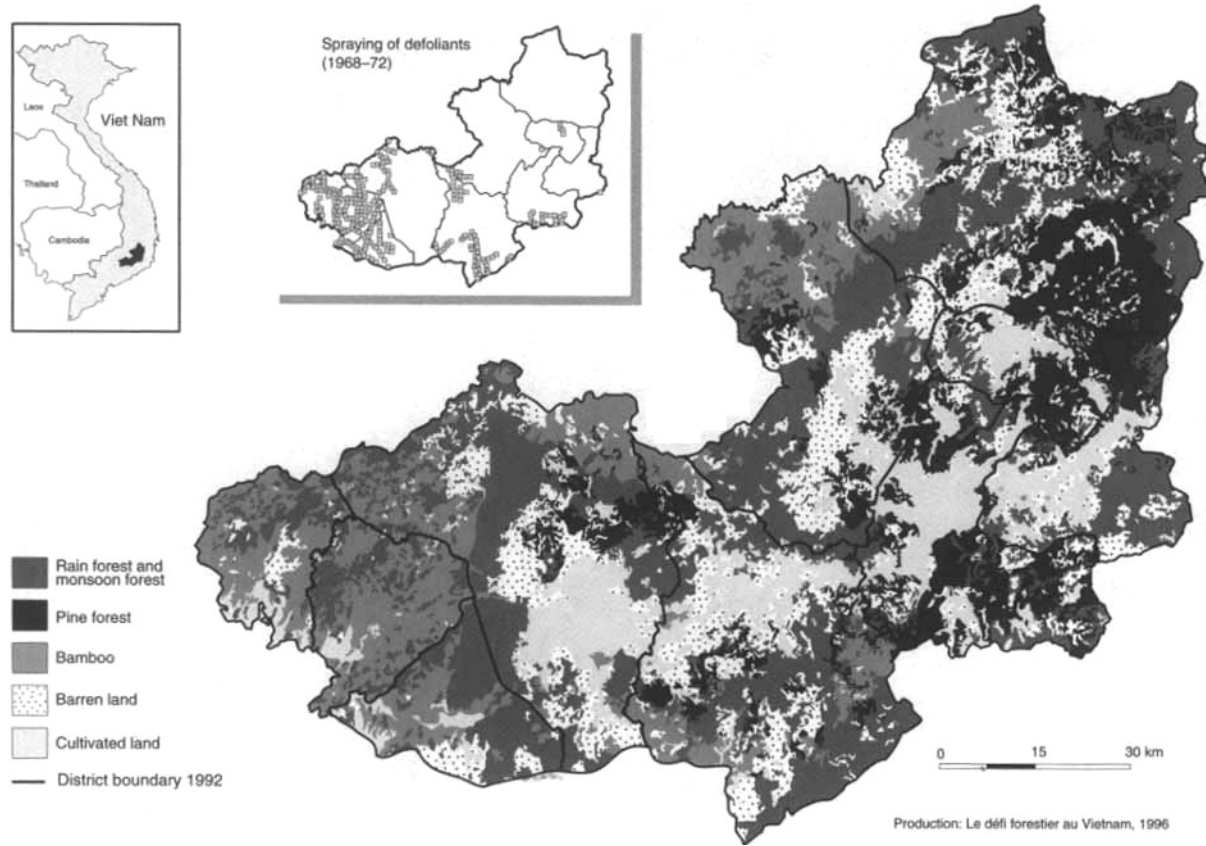 Laos
Viet Nam
Thailand
Cambodia
Spraying of defoliants
(1968–72)
Rain forest and
monsoon forest
Pine forest
Bamboo
Barren land
Cultivated land
District boundary 1992
0 15 30 km
Production: Le défi forestier au Vietnam, 1996